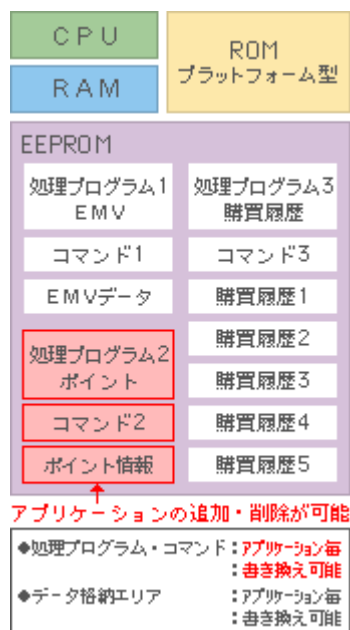 CPU
RAM
ROM
プラットフォーム型
EEPROM
処理プログラム1
EMV
コマンド1
EMVデータ
処理プログラム2
ポイント
コマンド2
ポイント情報
処理プログラム3
購買履歴
コマンド3
購買履歴1
購買履歴2
購買履歴3
購買履歴4
購買履歴5
アプリケーションの追加・削除が可能
◆処理プログラム・コマンド：アプリケーション毎
：書き換え可能
◆データ格納エリア　　　：アプリケーション毎
：書き換え可能